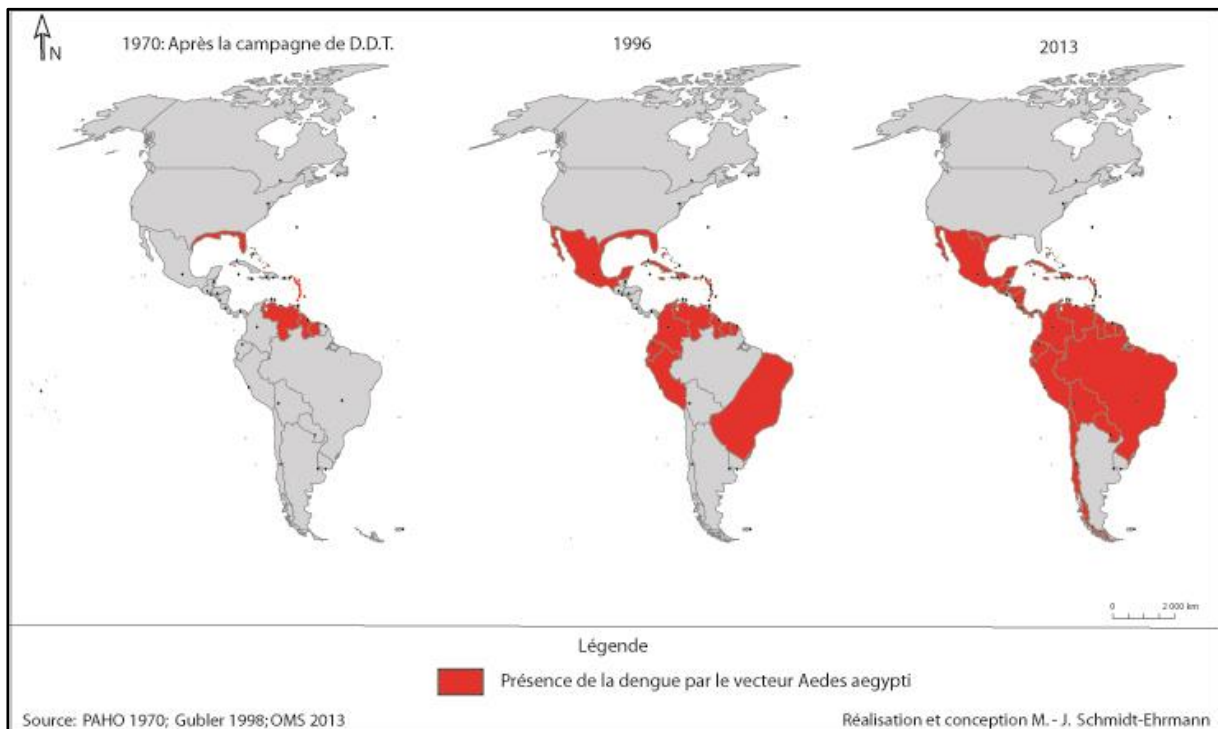 N
1970: Après la campagne de D.D.T.
1996
2013
0
2 000 km
Légende
Présence de la dengue par le vecteur Aedes aegypti
Source: PAHO 1970; Gubler 1998; OMS 2013
Réalisation et conception M. - J. Schmidt-Ehrmann